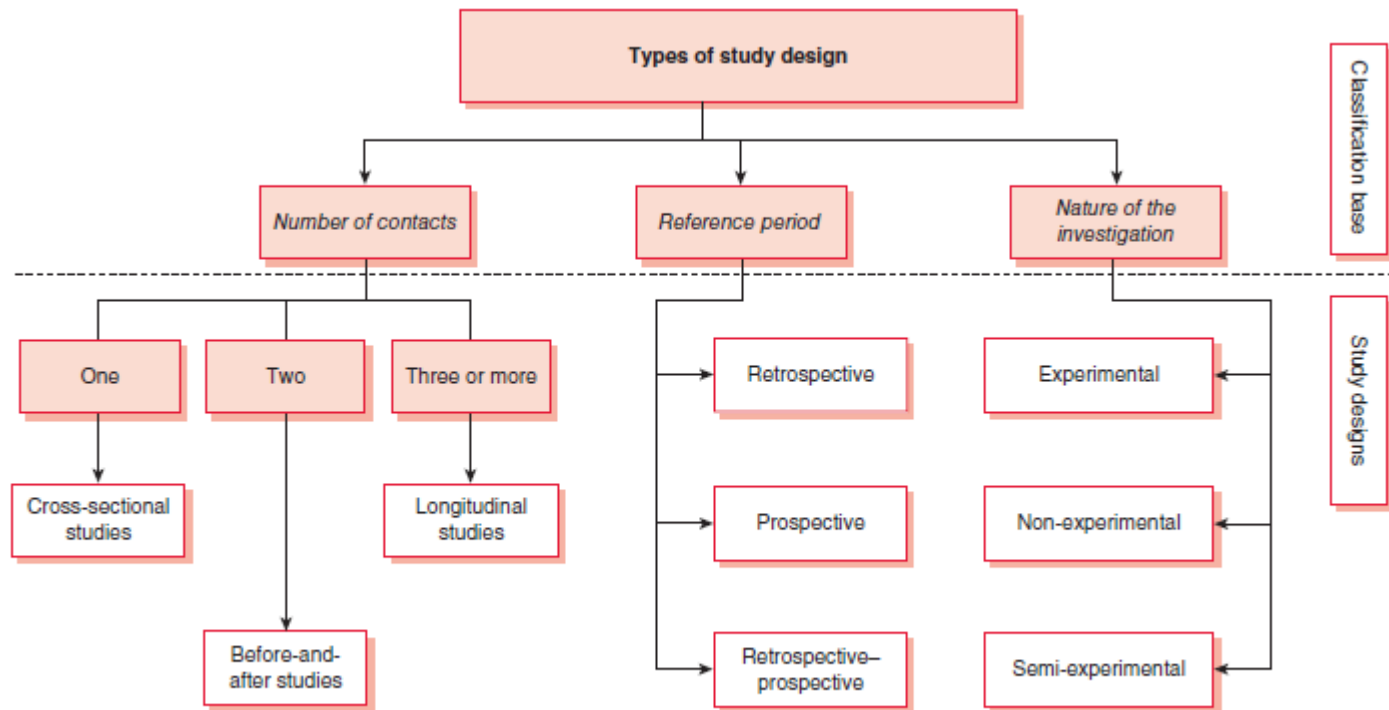 Types of study design
Classification base
Number of contacts
Reference period
Nature of the
investigation
Study designs
One
Two
Three or more
Retrospective
Experimental
Cross-sectional
studies
Longitudinal
studies
Prospective
Non-experimental
Before-and-
after studies
Retrospective–
prospective
Semi-experimental